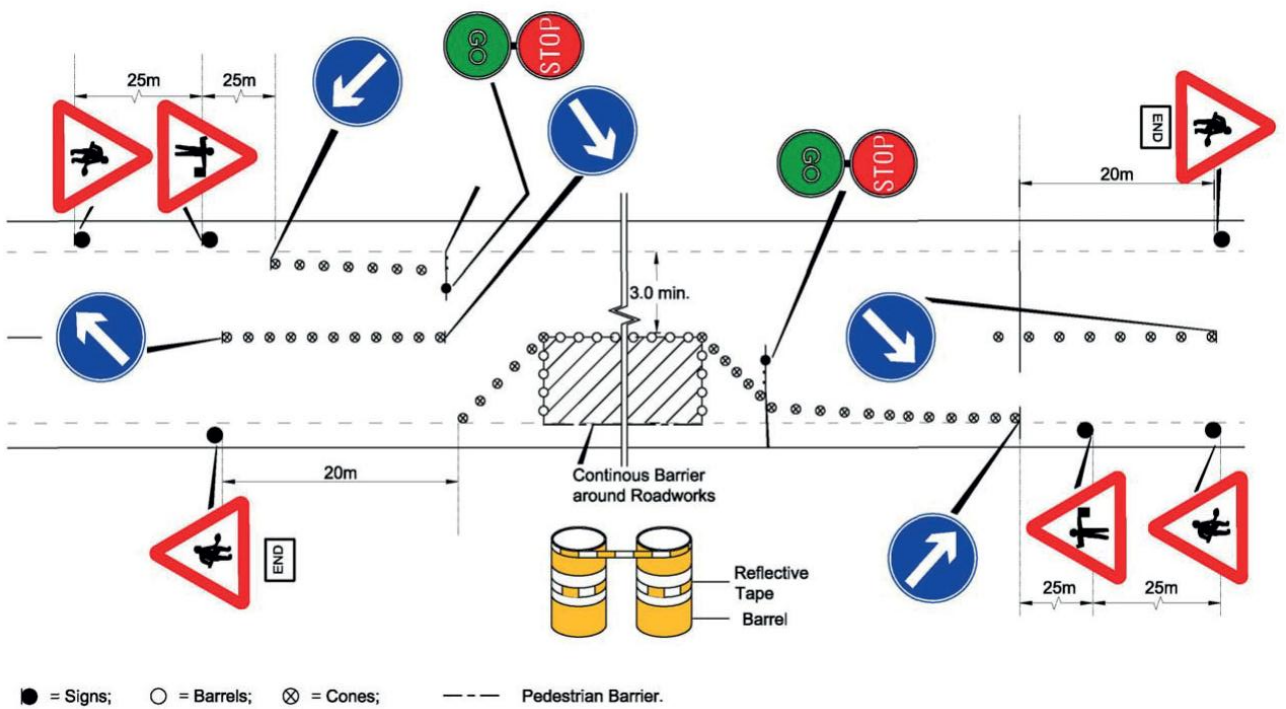 25m
25m
GO
STOP
GO
STOP
END
20m
3.0 min.
20m
Continous Barrier
around Roadworks
END
Reflective
Tape
Barrel
25m
25m
= Signs;
= Barrels;
= Cones;
Pedestrian Barrier.